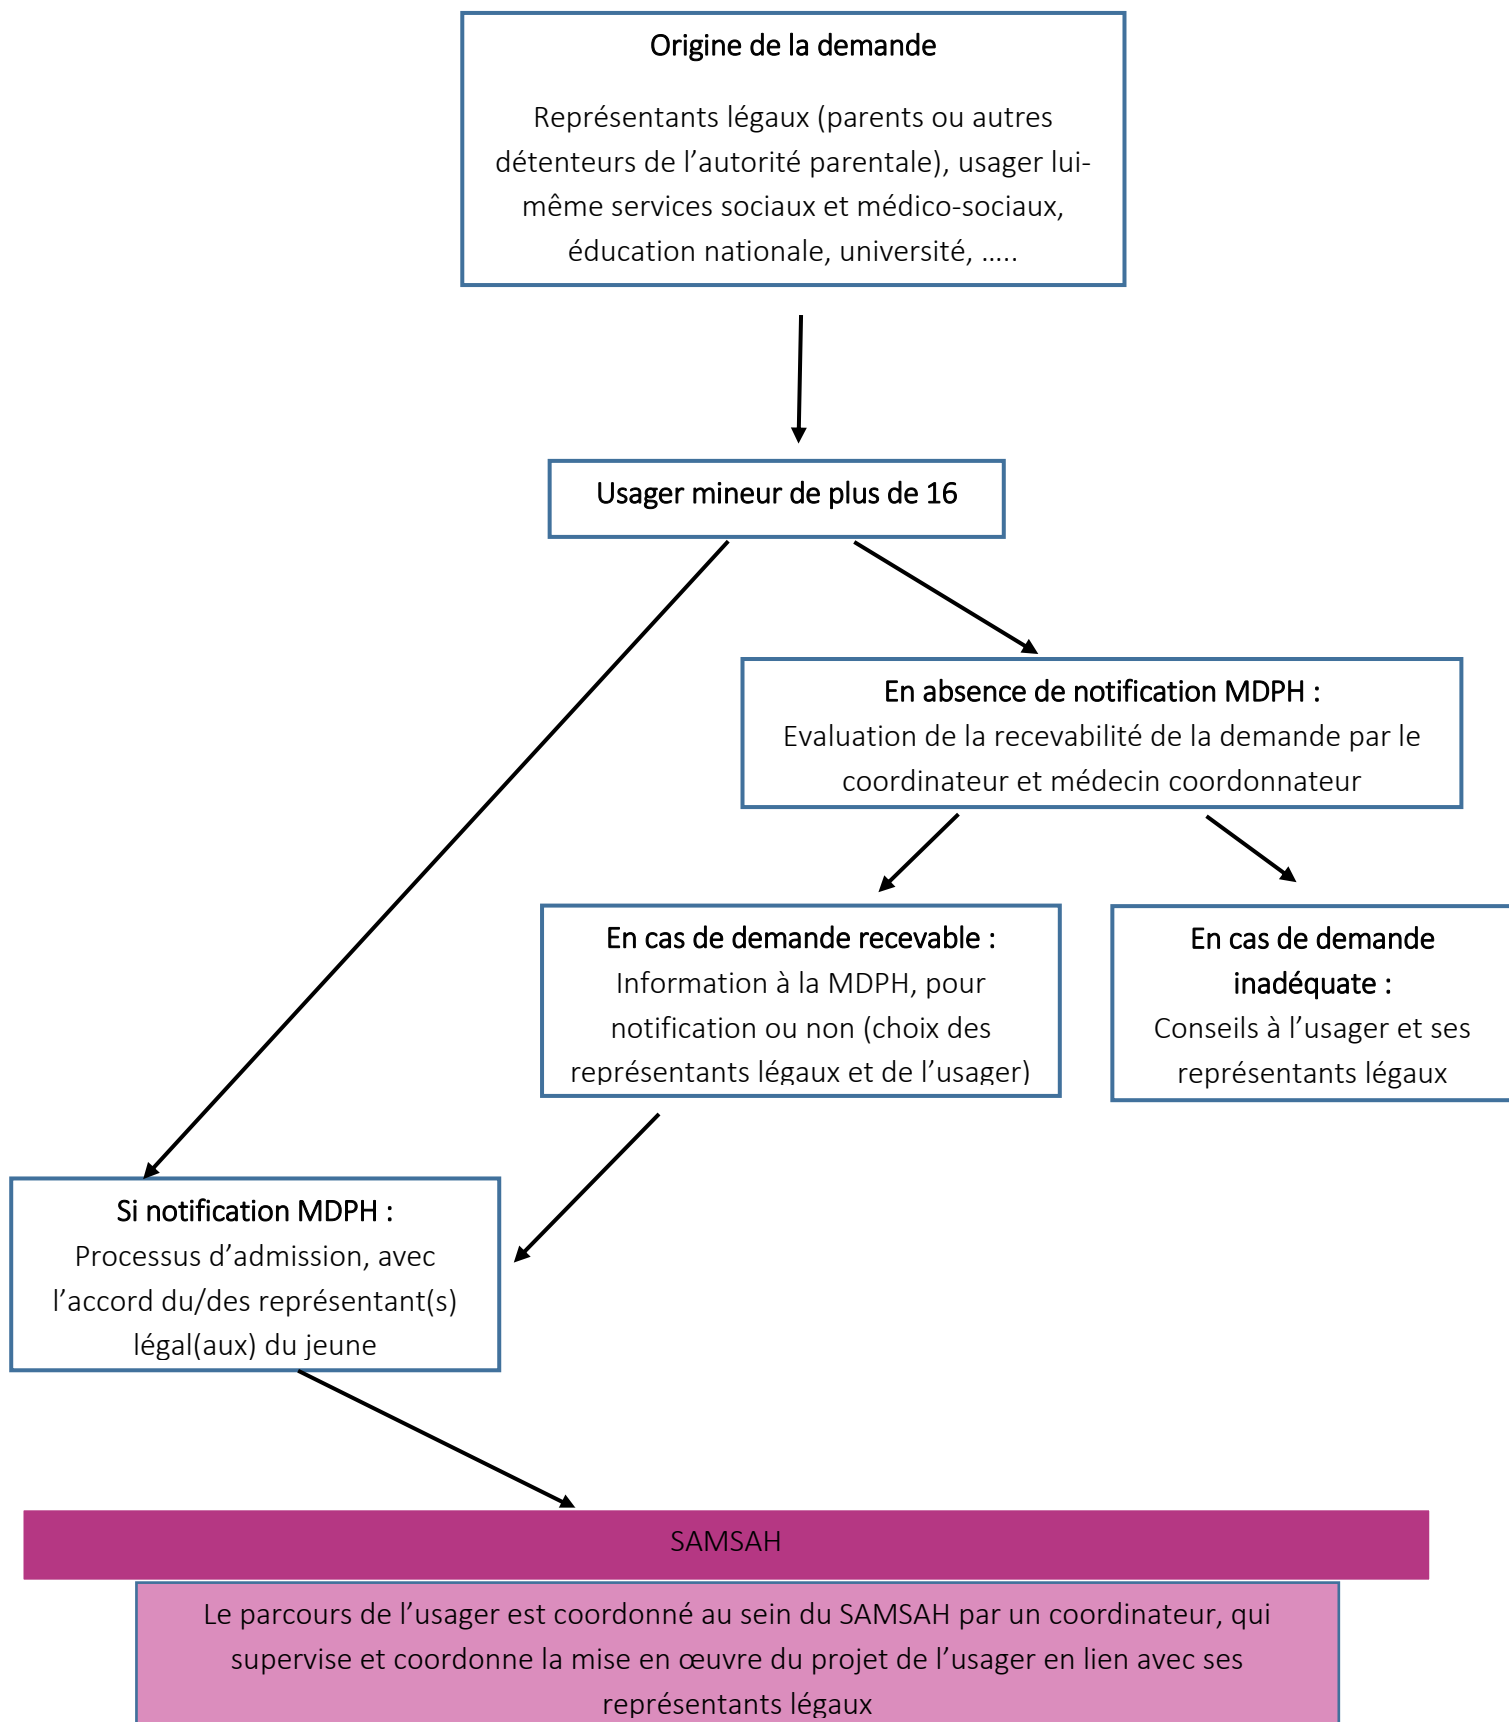 Origine de la demande
Représentants légaux (parents ou autres
détenteurs de l’autorité parentale), usager lui-
même services sociaux et médico-sociaux,
éducation nationale, université, …..
Usager mineur de plus de 16
En absence de notification MDPH :
Evaluation de la recevabilité de la demande par le
coordinateur et médecin coordonnateur
En cas de demande recevable :
Information à la MDPH, pour
notification ou non (choix des
représentants légaux et de l’usager)
En cas de demande
inadéquate :
Conseils à l’usager et ses
représentants légaux
Si notification MDPH :
Processus d’admission, avec
l’accord du/des représentant(s)
légal(aux) du jeune
SAMSAH
Le parcours de l’usager est coordonné au sein du SAMSAH par un coordinateur, qui
supervise et coordonne la mise en œuvre du projet de l’usager en lien avec ses
représentants légaux